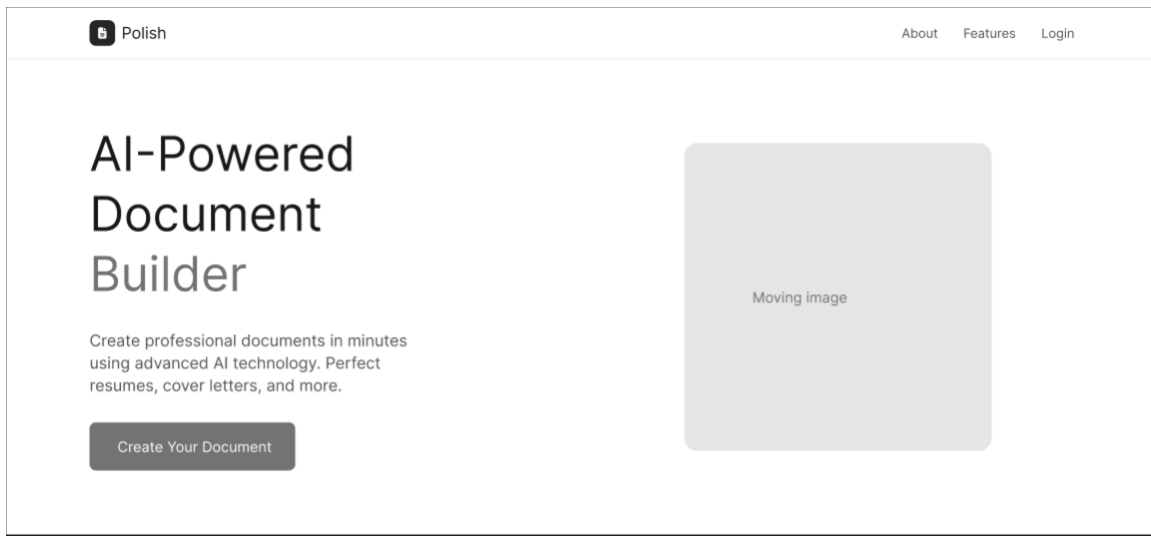 Polish
About
Features
Login
AI-Powered
Document
Builder
Create professional documents in minutes
using advanced AI technology. Perfect
resumes, cover letters, and more.
Create Your Document
Moving image